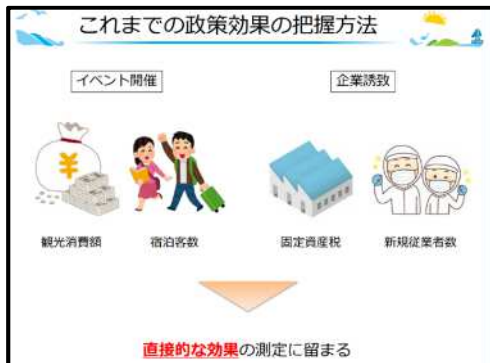 これまでの政策効果の把握方法
イベント開催
企業誘致
¥
観光消費額
宿泊客数
固定資産税
新規従業者数
直接的な効果の測定に留まる